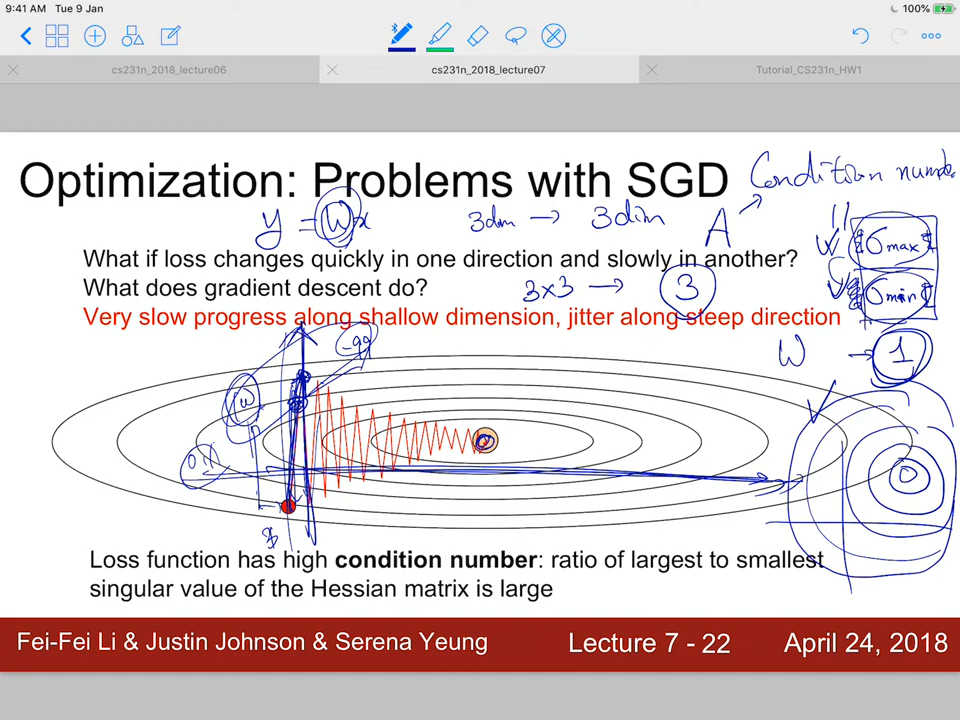 9:41 AM Tue 9 Jan
100%
cs231n_2018_lecture06
cs231n_2018_lecture07
Tutorial_CS231n_HW1
Optimization: Problems with SGD
Condition
y = Wx
3dim → 3dim
A
σmax
What if loss changes quickly in one direction and slowly in another?
What does gradient descent do?
3x3 → 3
σmin
Very slow progress along shallow dimension, jitter along steep direction
W → 1
-99
W
Loss function has high condition number: ratio of largest to smallest
singular value of the Hessian matrix is large
Fei-Fei Li & Justin Johnson & Serena Yeung
Lecture 7 - 22
April 24, 2018